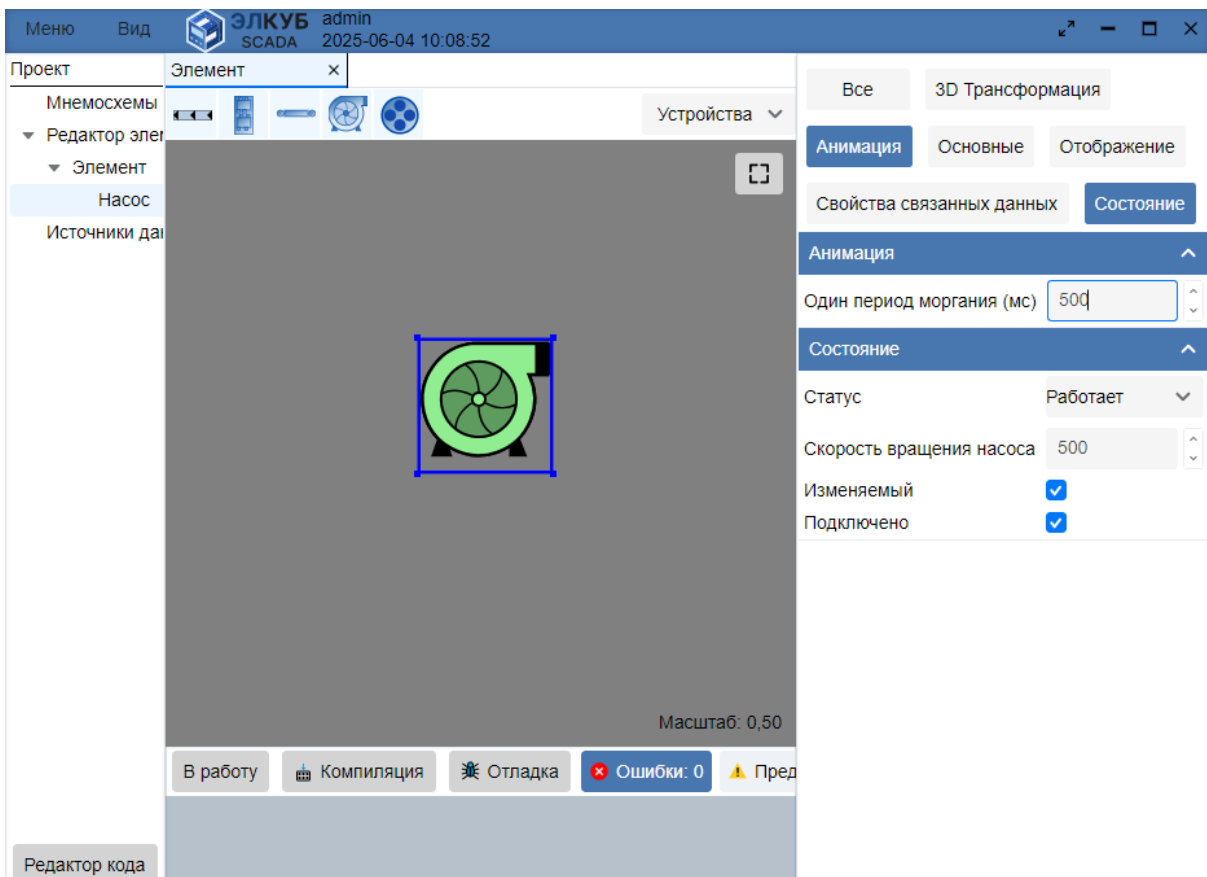 Меню Вид ЭЛКУБ SCADA admin
2025-06-04 10:08:52
Проект
Мнемосхемы
Редактор элем
Элемент
Насос
Источники дан
Редактор кода
Элемент
Устройства
Масштаб: 0,50
В работу Компиляция Отладка Ошибки: 0 Пред
Все 3D Трансформация
Анимация Основные Отображение
Свойства связанных данных Состояние
Анимация
Один период моргания (мс) 500
Состояние
Статус Работает
Скорость вращения насоса 500
Изменяемый
Подключено